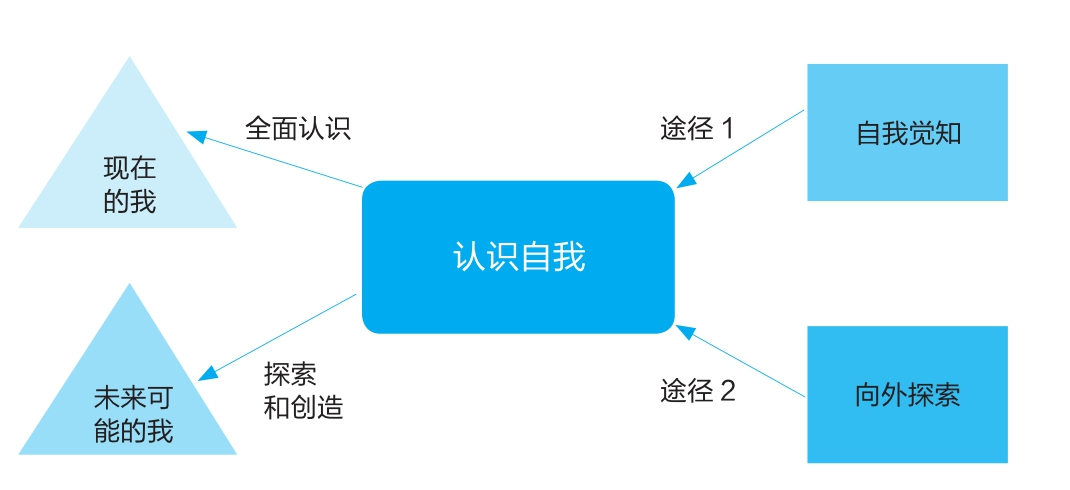 全面认识
途径 1
自我觉知
现在
的我
认识自我
未来可
能的我
探索
和创造
途径 2
向外探索